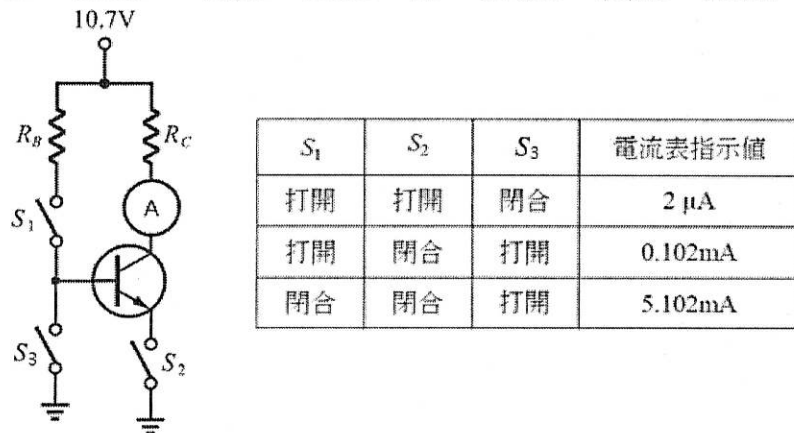 10.7V
R_B
R_C
S_1
A
S_3
S_2
S_1 S_2 S_3 電流表指示値
打開 打開 閉合 2 μA
打開 閉合 打開 0.102mA
閉合 閉合 打開 5.102mA